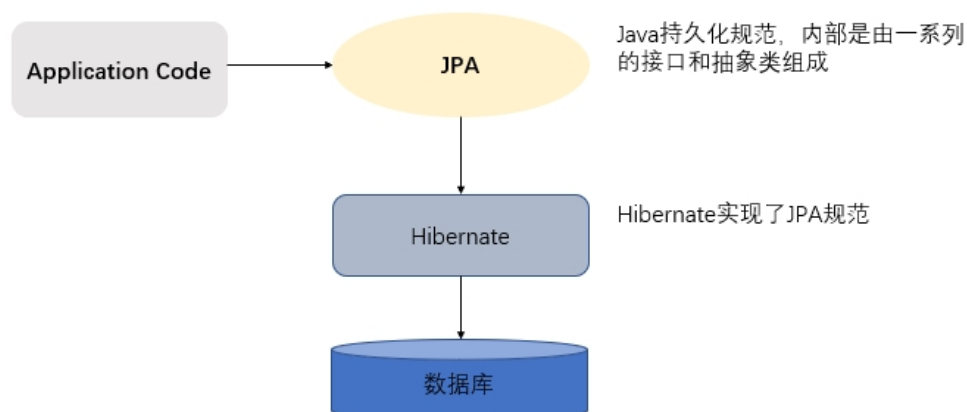 Application Code
JPA
Java持久化规范，内部是由一系列
的接口和抽象类组成
Hibernate
Hibernate实现了JPA规范
数据库